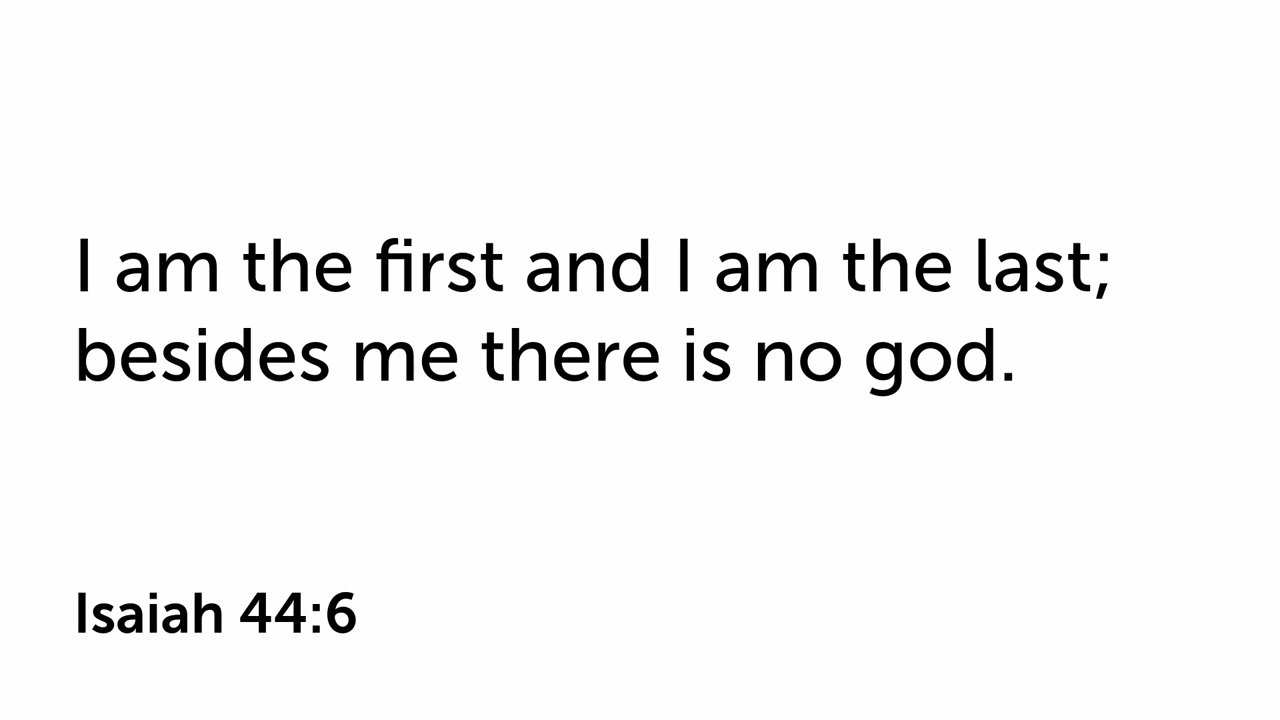 I am the first and I am the last;
besides me there is no god.
Isaiah 44:6